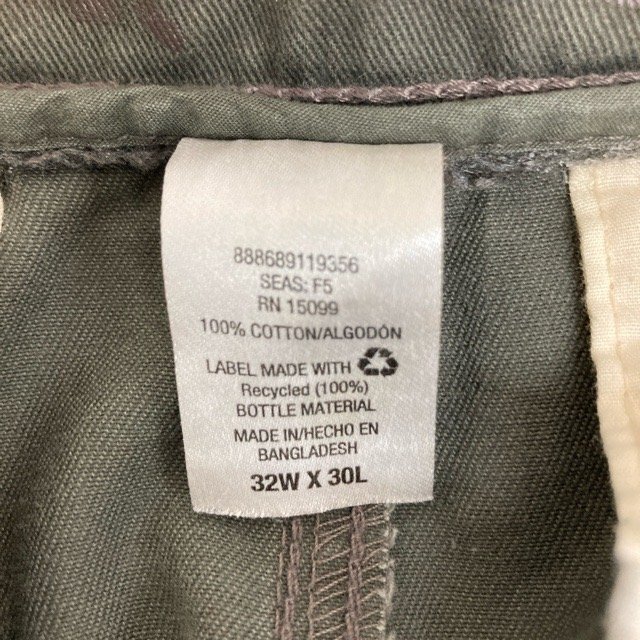 888689119356
SEAS: F5
RN 15099
100% COTTON/ALGODÓN
LABEL MADE WITH
Recycled (100%)
BOTTLE MATERIAL
MADE IN/HECHO EN
BANGLADESH
32W X 30L